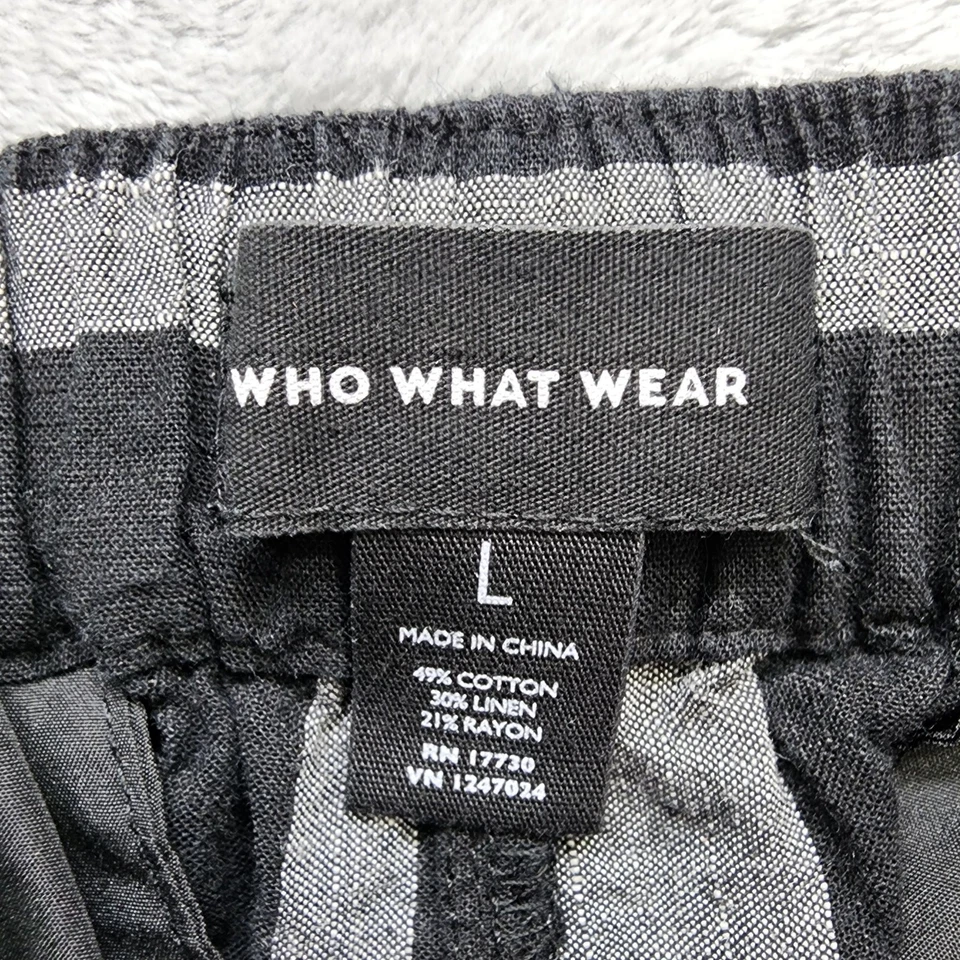 WHO WHAT WEAR
L
MADE IN CHINA
49% COTTON
30% LINEN
21% RAYON
RN 17730
VN 1247024